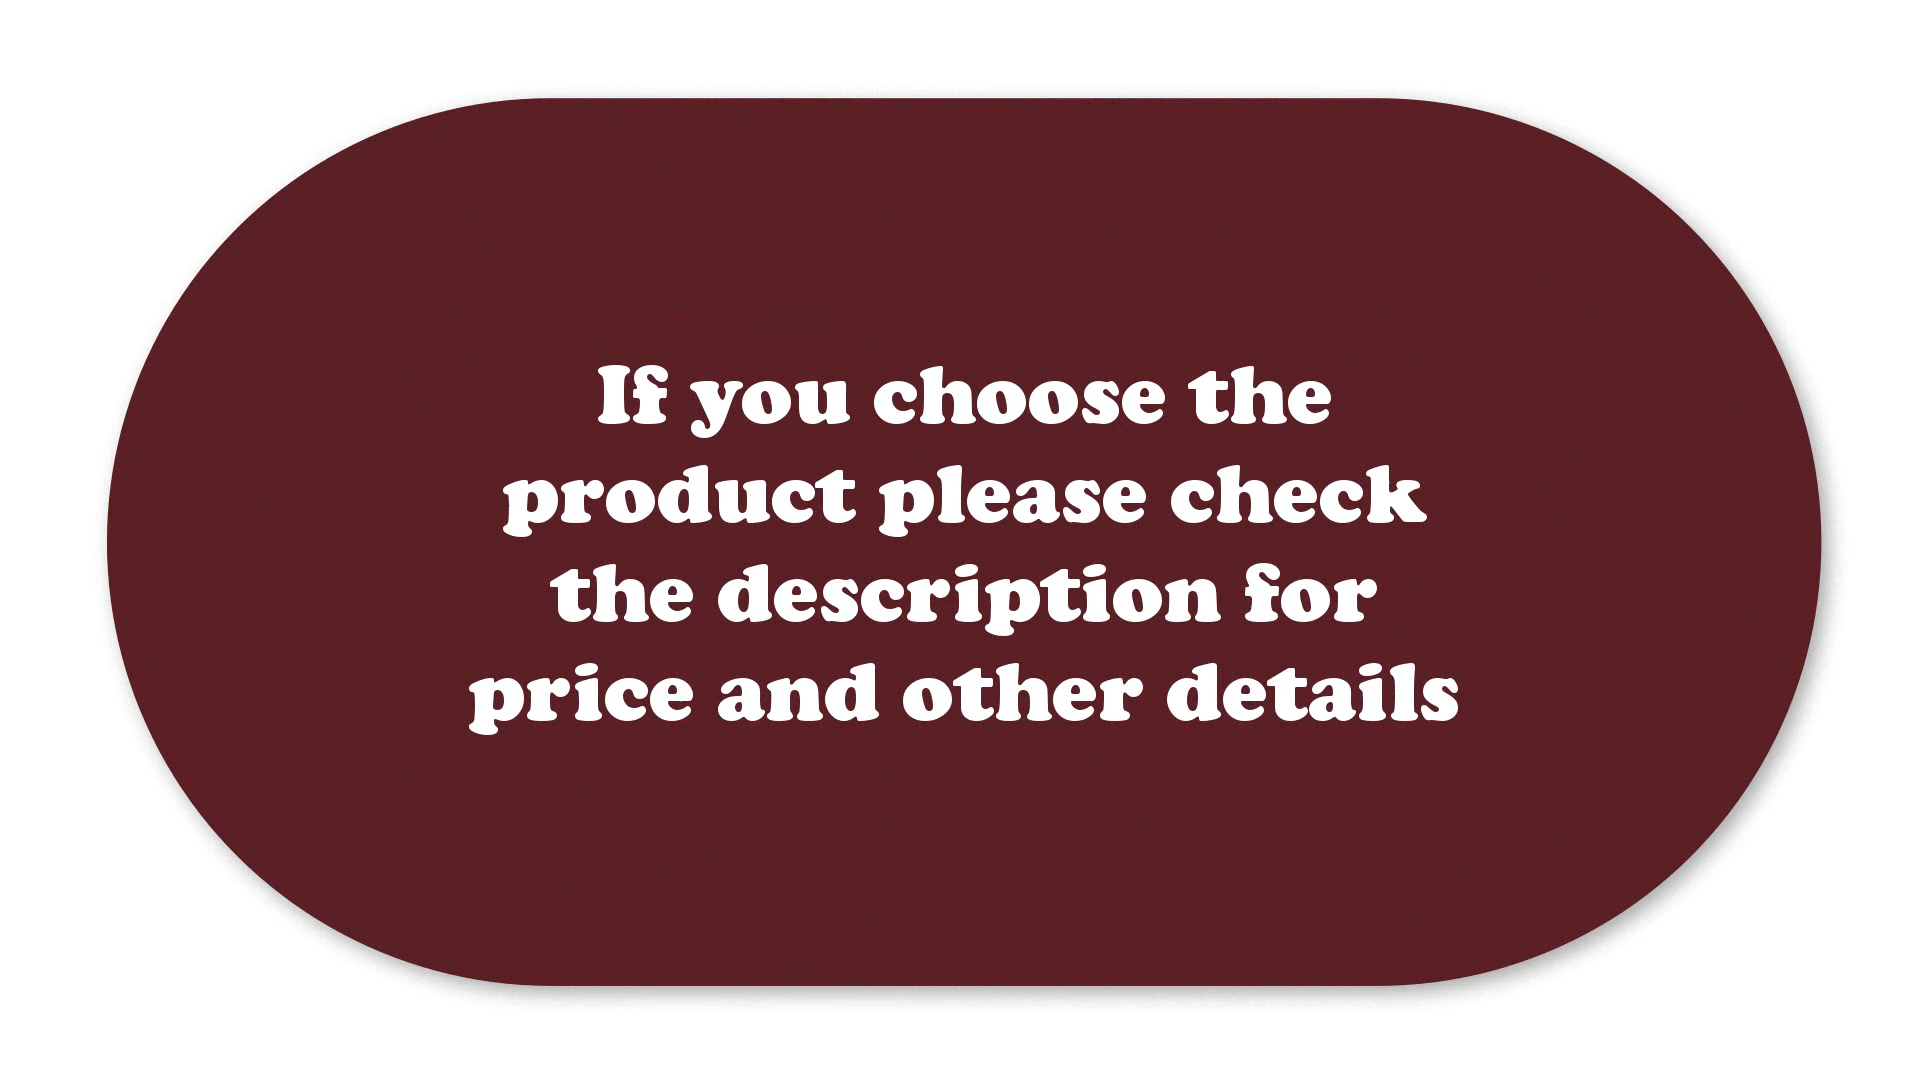 If you choose the
product please check
the description for
price and other details